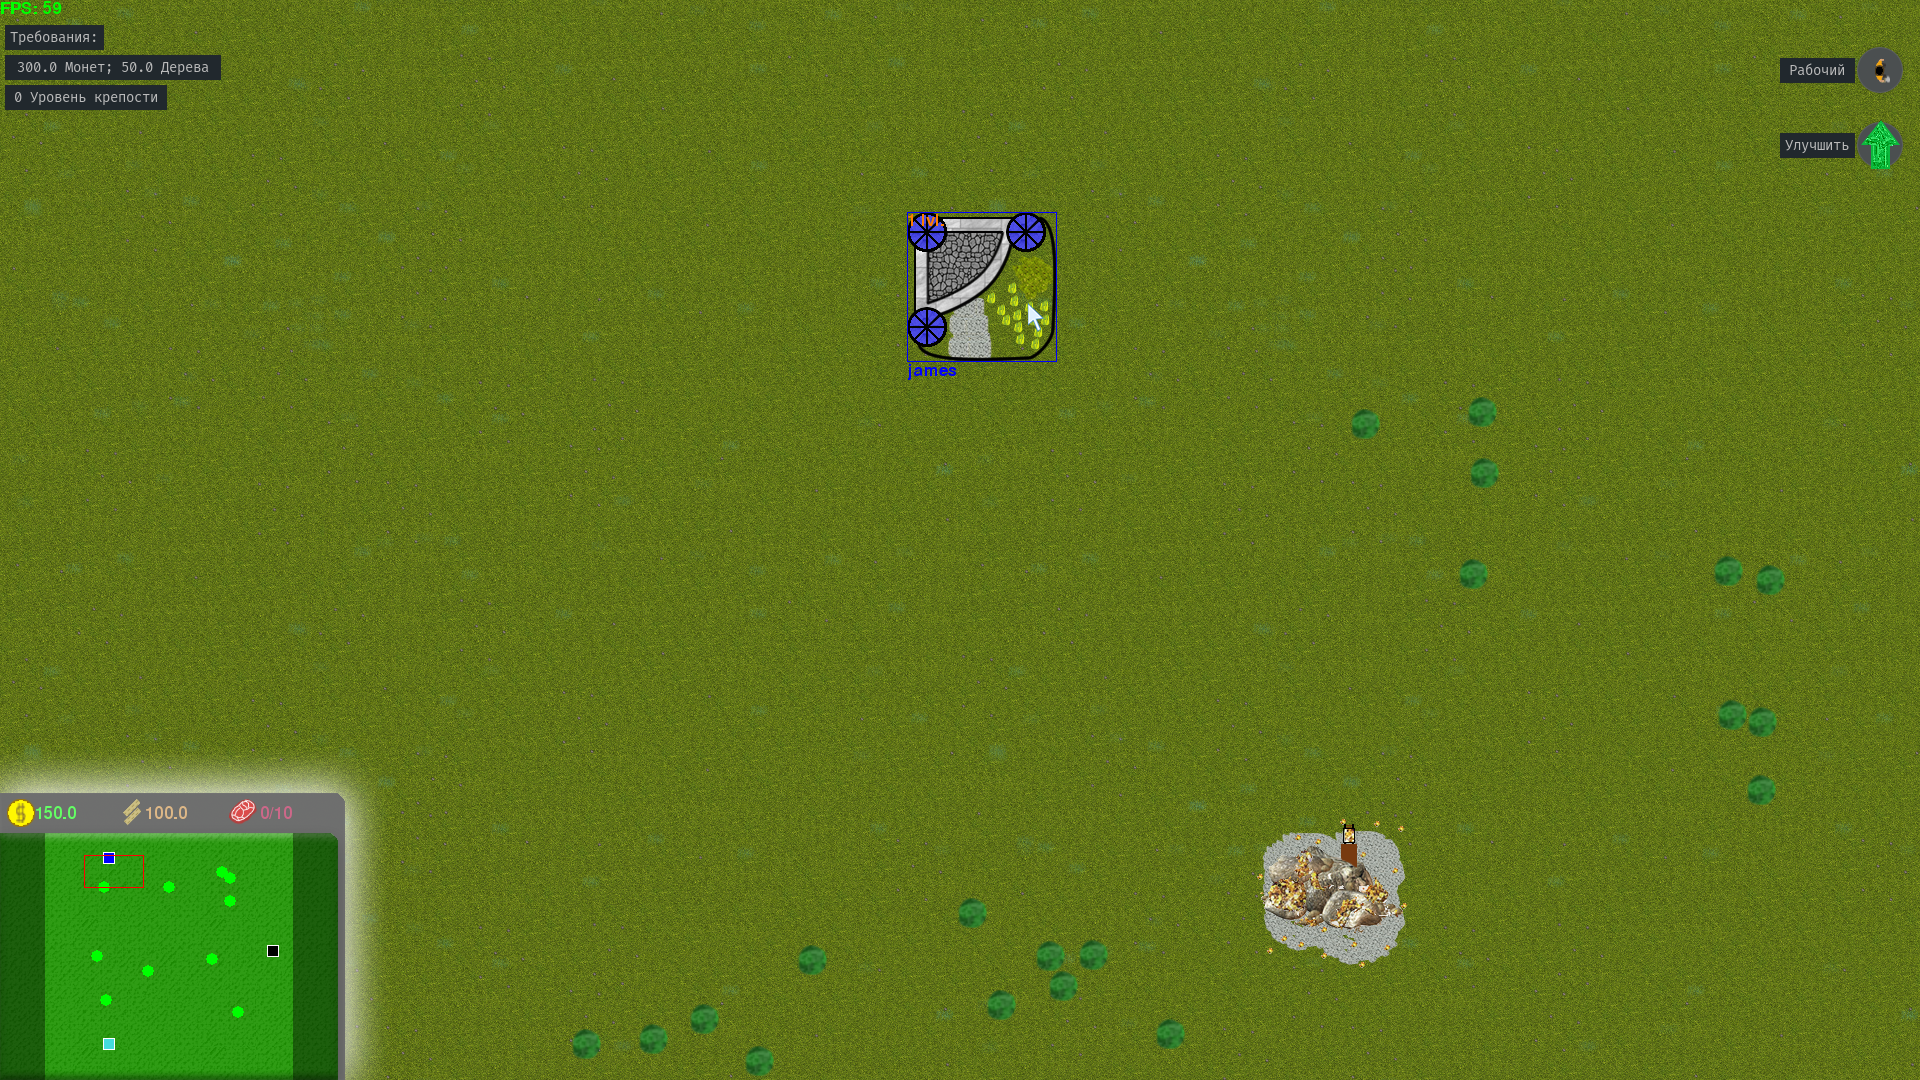 FPS: 59
Требования:
300.0 Монет; 50.0 Дерева
0 Уровень крепости
Рабочий
Улучшить
1 lvl
james
150.0
100.0
0/10